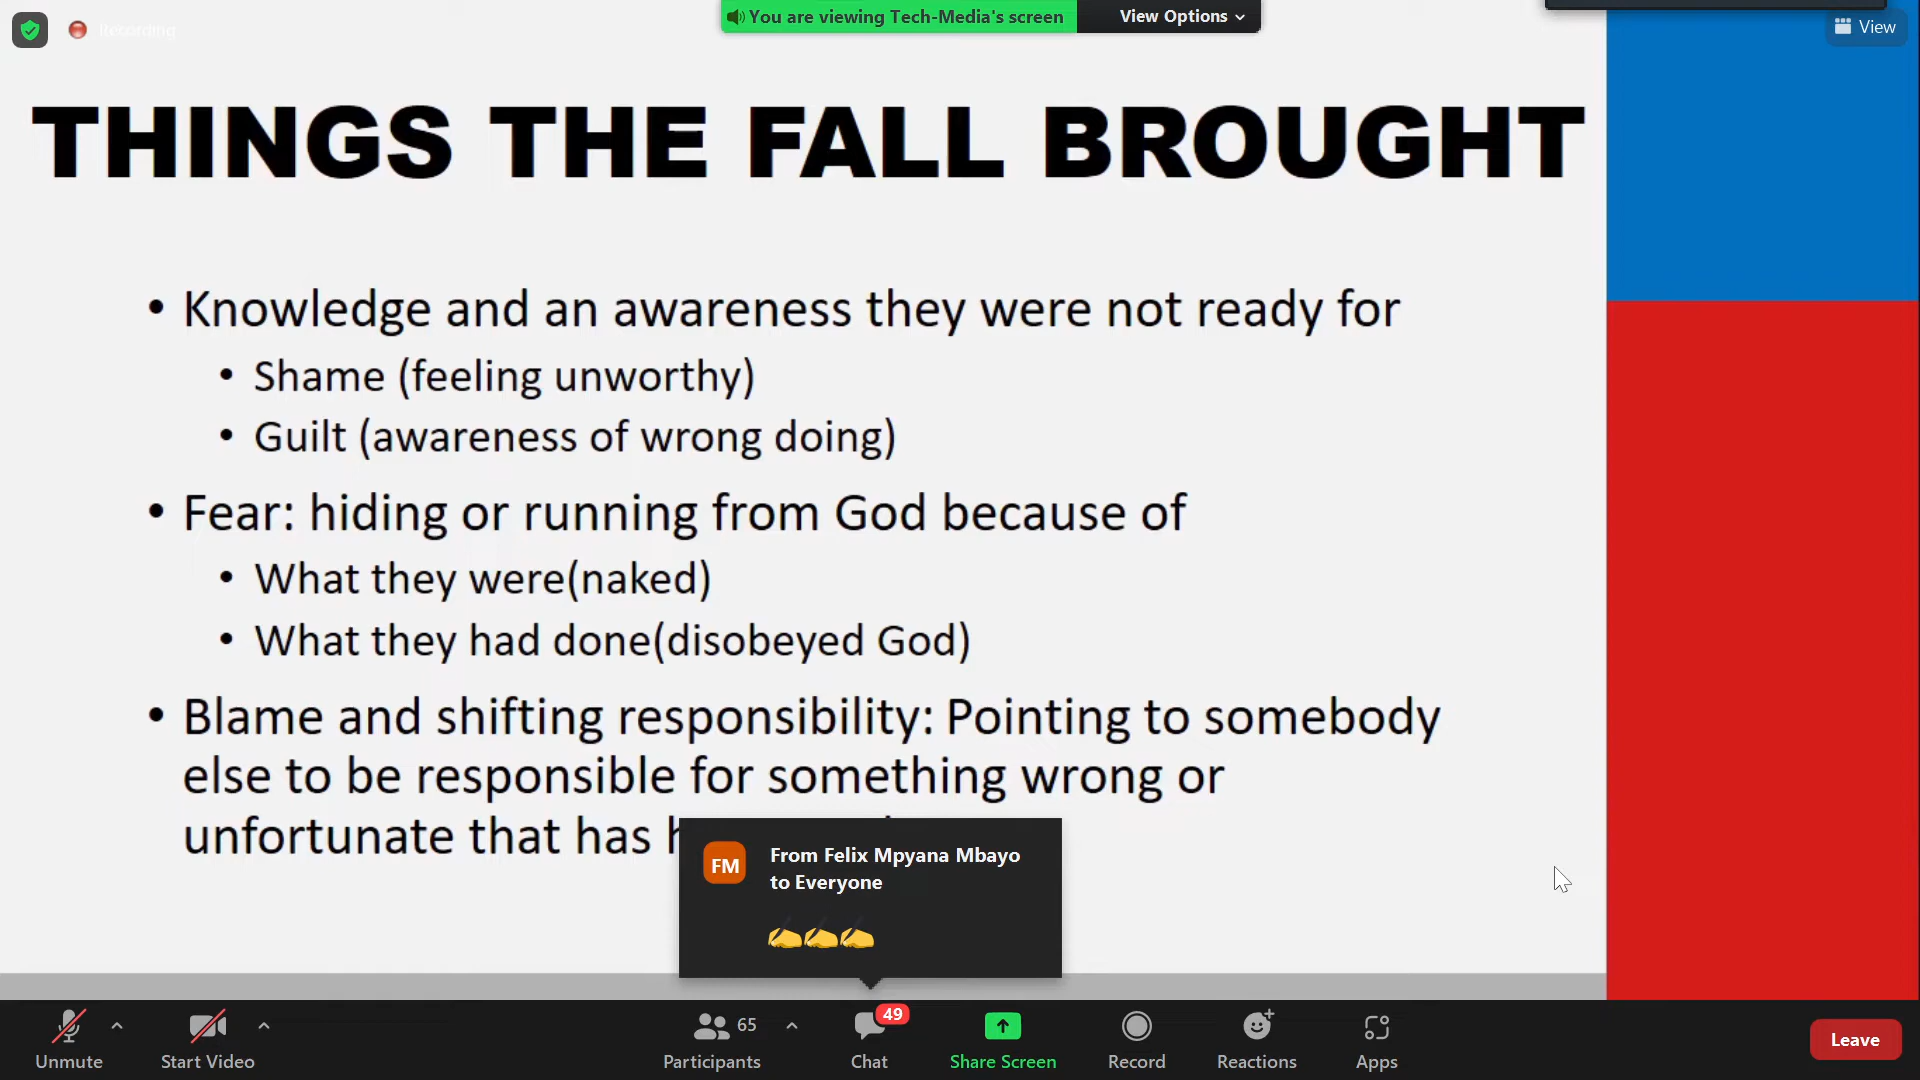 Recording
You are viewing Tech-Media's screen
View Options
View
THINGS THE FALL BROUGHT
• Knowledge and an awareness they were not ready for
• Shame (feeling unworthy)
• Guilt (awareness of wrong doing)
• Fear: hiding or running from God because of
• What they were(naked)
• What they had done(disobeyed God)
• Blame and shifting responsibility: Pointing to somebody
else to be responsible for something wrong or
unfortunate that has
FM
From Felix Mpyana Mbayo
to Everyone
✍✍✍
65
49
Unmute
Start Video
Participants
Chat
Share Screen
Record
Reactions
Apps
Leave